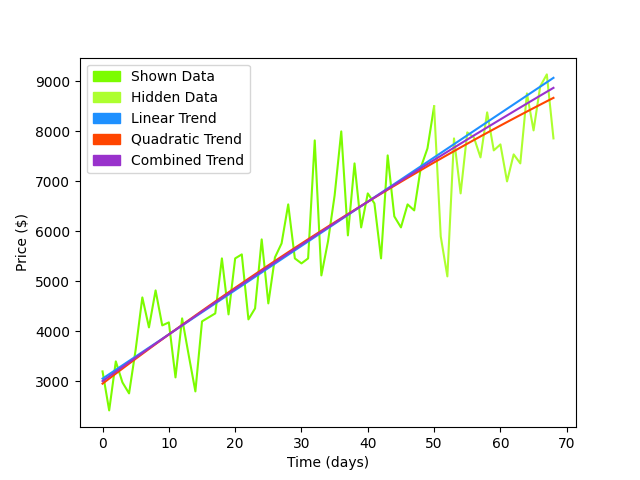 Shown Data
Hidden Data
Linear Trend
Quadratic Trend
Combined Trend
9000
8000
7000
6000
5000
4000
3000
Price ($)
0 10 20 30 40 50 60 70
Time (days)